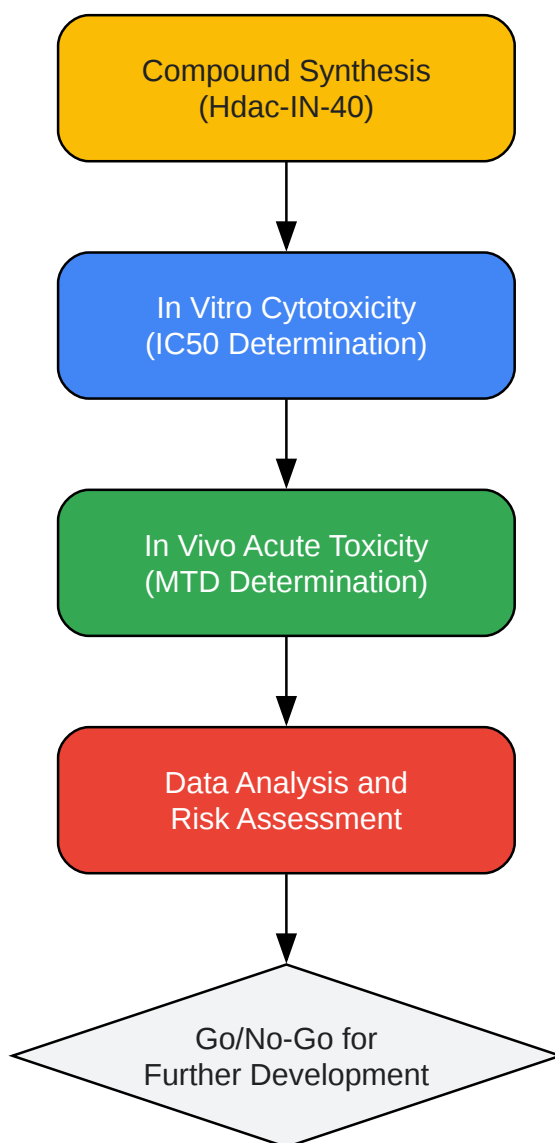 Compound Synthesis
(Hdac-IN-40)
In Vitro Cytotoxicity
(IC50 Determination)
In Vivo Acute Toxicity
(MTD Determination)
Data Analysis and
Risk Assessment
Go/No-Go for
Further Development